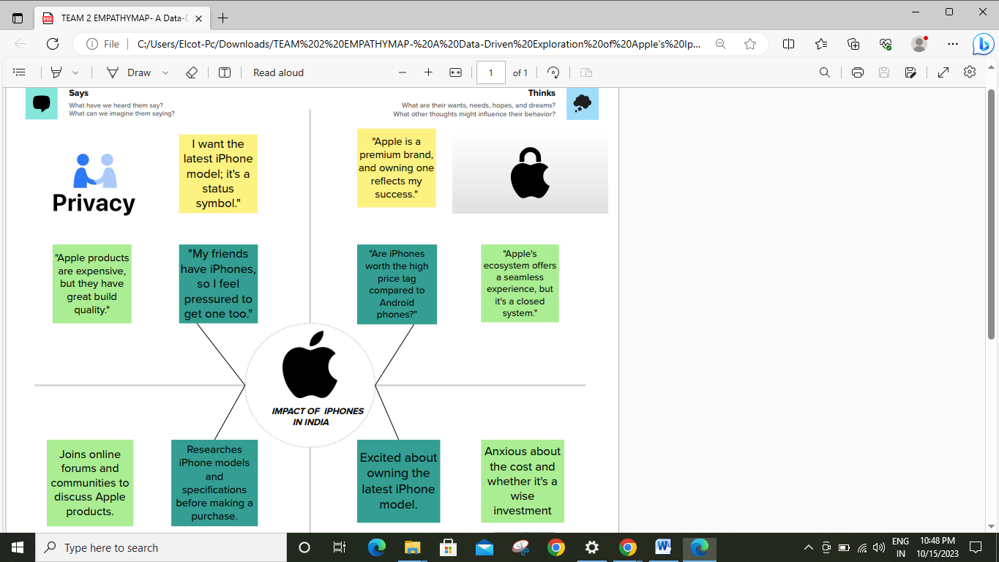 TEAM 2 EMPATHYMAP- A Data-D
File
C:/Users/Elcot-Pc/Downloads/TEAM%202%20EMPATHYMAP-%20A%20Data-Driven%20Exploration%20of%20Apple's%20Ip...
Draw
Read aloud
1
of 1
Says
What have we heard them say?
What can we imagine them saying?
Thinks
What are their wants, needs, hopes, and dreams?
What other thoughts might influence their behavior?
Privacy
I want the
latest iPhone
model; it's a
status
symbol."
"Apple is a
premium brand,
and owning one
reflects my
success."
"Apple products
are expensive,
but they have
great build
quality."
"My friends
have iPhones,
so I feel
pressured to
get one too."
"Are iPhones
worth the high
price tag
compared to
Android
phones?"
"Apple's
ecosystem offers
a seamless
experience, but
it's a closed
system."
IMPACT OF IPHONES
IN INDIA
Joins online
forums and
communities to
discuss Apple
products.
Researches
iPhone models
and
specifications
before making a
purchase.
Excited about
owning the
latest iPhone
model.
Anxious about
the cost and
whether it's a
wise
investment
Type here to search
ENG
IN
10:48 PM
10/15/2023